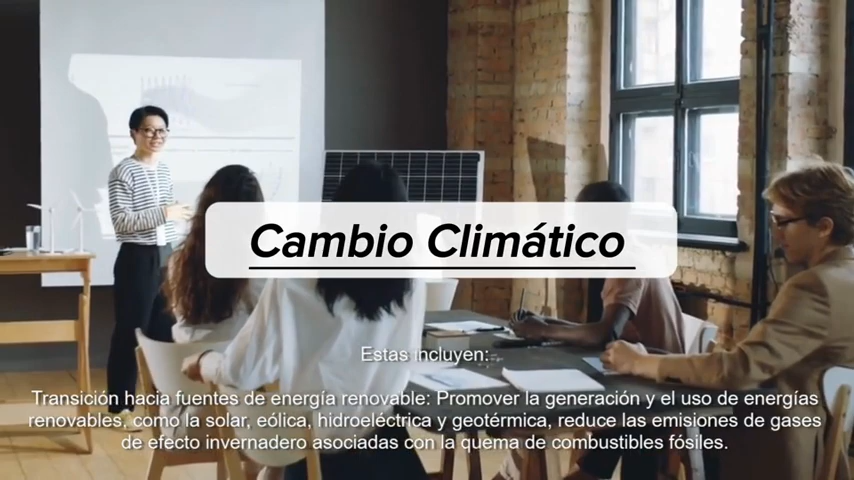 Cambio Climático
Estas incluyen:
Transición hacia fuentes de energía renovable: Promover la generación y el uso de energías
renovables, como la solar, eólica, hidroeléctrica y geotérmica, reduce las emisiones de gases
de efecto invernadero asociadas con la quema de combustibles fósiles.